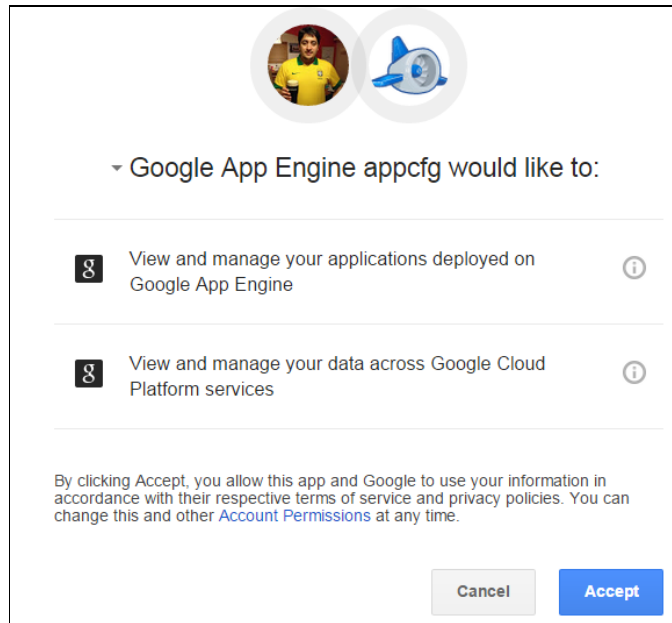 Google App Engine appcfg would like to:
g
View and manage your applications deployed on
Google App Engine
g
View and manage your data across Google Cloud
Platform services
By clicking Accept, you allow this app and Google to use your information in
accordance with their respective terms of service and privacy policies. You can
change this and other Account Permissions at any time.
Cancel
Accept